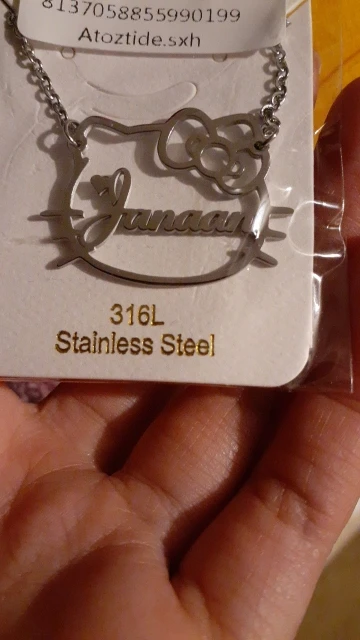 8137058855990199
Atoztide.sxh
Janaan
316L
Stainless Steel